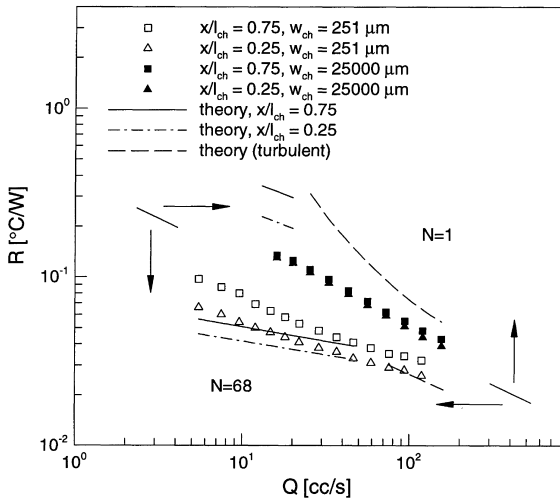 x/l_ch = 0.75, w_ch = 251 μm
x/l_ch = 0.25, w_ch = 251 μm
x/l_ch = 0.75, w_ch = 25000 μm
x/l_ch = 0.25, w_ch = 25000 μm
theory, x/l_ch = 0.75
theory, x/l_ch = 0.25
theory (turbulent)
10^0
R [°C/W]
N=1
10^-1
N=68
10^-2
10^0 10^1 10^2
Q [cc/s]